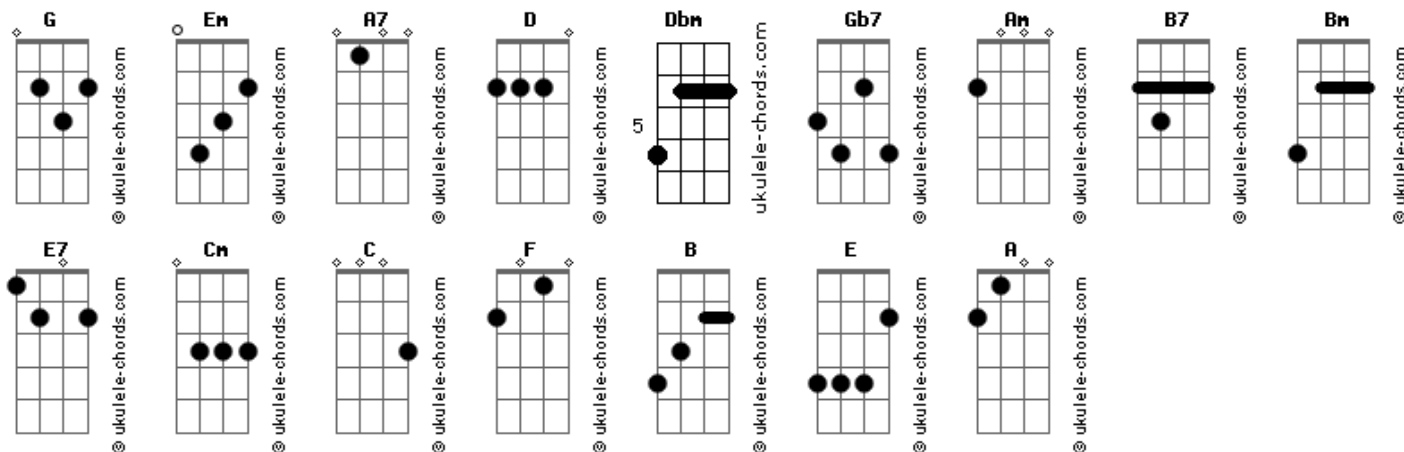 G Em A7 D Dbm Gb7 Am B7 Bm
© ukulele-chords.com © ukulele-chords.com © ukulele-chords.com © ukulele-chords.com ukulele-chords.com © ukulele-chords.com © ukulele-chords.com © ukulele-chords.com © ukulele-chords.com
5
E7 Cm C F B E A
© ukulele-chords.com © ukulele-chords.com © ukulele-chords.com © ukulele-chords.com © ukulele-chords.com © ukulele-chords.com © ukulele-chords.com